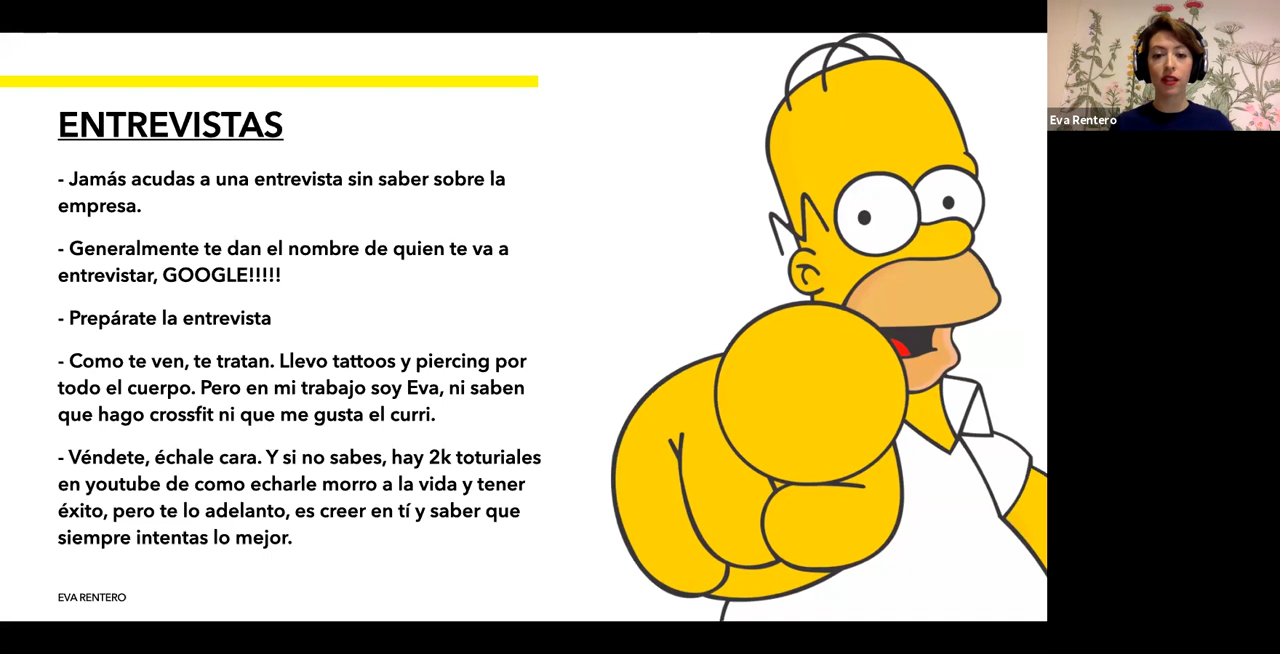 ENTREVISTAS
- Jamás acudas a una entrevista sin saber sobre la
empresa.
- Generalmente te dan el nombre de quien te va a
entrevistar, GOOGLE!!!!!
- Prepárate la entrevista
- Como te ven, te tratan. Llevo tattoos y piercing por
todo el cuerpo. Pero en mi trabajo soy Eva, ni saben
que hago crossfit ni que me gusta el curri.
- Véndete, échale cara. Y si no sabes, hay 2k toturiales
en youtube de como echarle morro a la vida y tener
éxito, pero te lo adelanto, es creer en tí y saber que
siempre intentas lo mejor.
EVA RENTERO
Eva Rentero